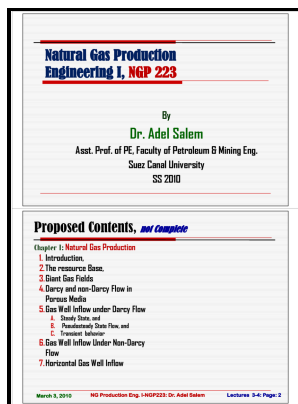 Natural Gas Production
Engineering I, NGP 223
By
Dr. Adel Salem
Asst. Prof. of PE, Faculty of Petroleum & Mining Eng.
Suez Canal University
SS 2010
Proposed Contents, not Complete
Chapter 1: Natural Gas Production
1. Introduction,
2. The resource Base,
3. Giant Gas Fields
4. Darcy and non-Darcy Flow in
Porous Media
5. Gas Well Inflow under Darcy Flow
A. Steady State, and
B. Pseudosteady State Flow, and
C. Transient behavior
6. Gas Well Inflow Under Non-Darcy
Flow
7. Horizontal Gas Well Inflow
March 3, 2010 NG Production Eng. I-NGP223: Dr. Adel Salem Lectures 3-4: Page: 2